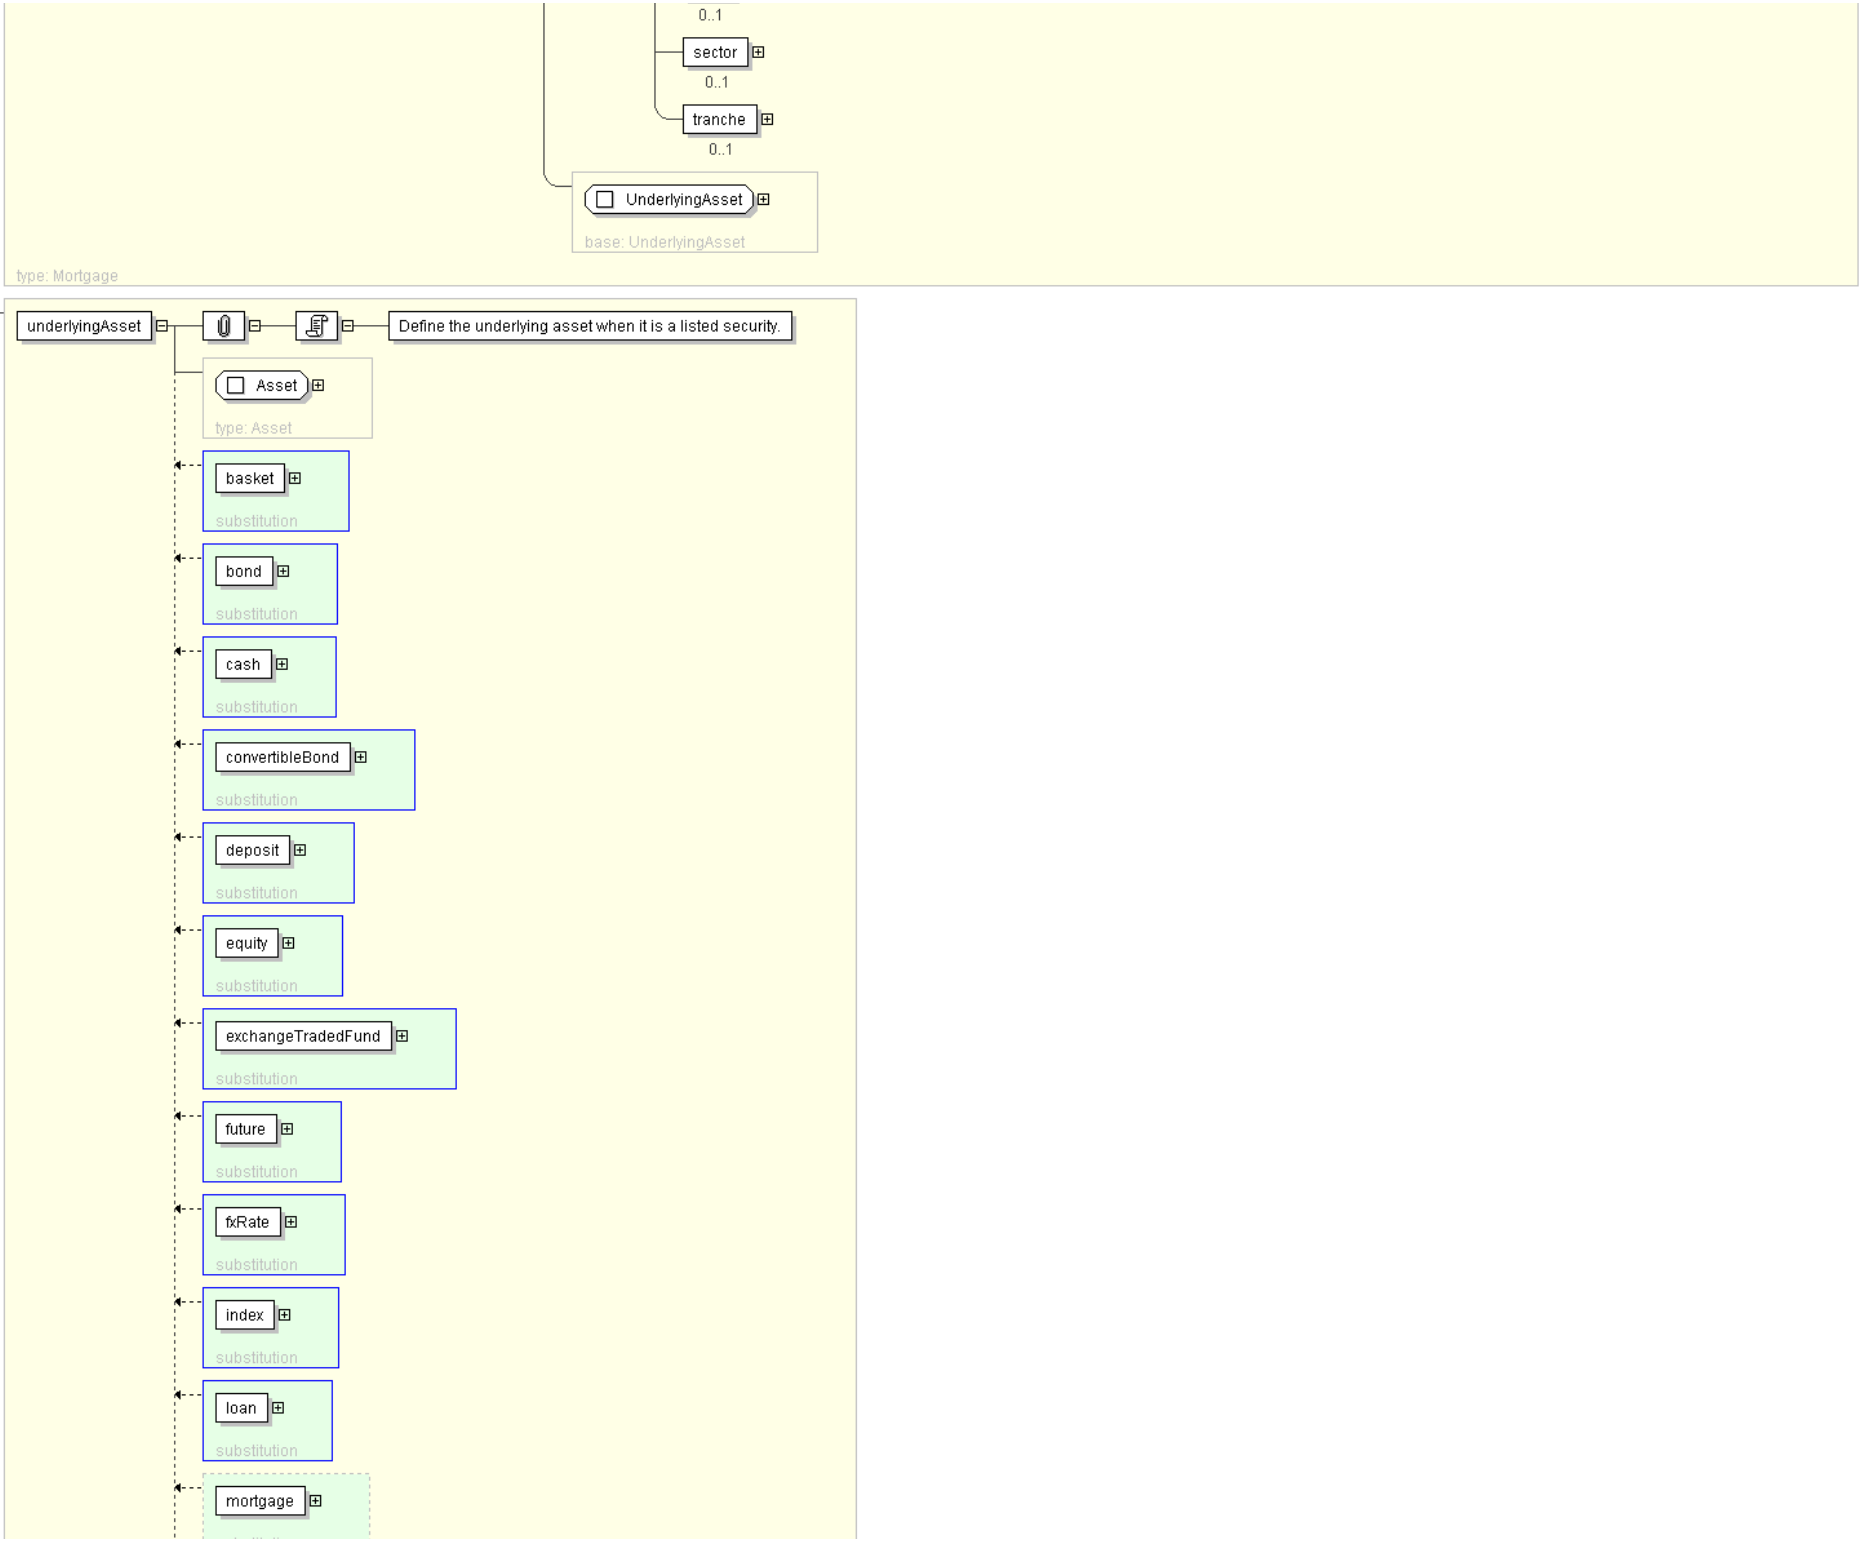 0..1
sector
0..1
tranche
0..1
UnderlyingAsset
base: UnderlyingAsset
type: Mortgage
underlyingAsset
Define the underlying asset when it is a listed security.
Asset
type: Asset
basket
substitution
bond
substitution
cash
substitution
convertibleBond
substitution
deposit
substitution
equity
substitution
exchangeTradedFund
substitution
future
substitution
fxRate
substitution
index
substitution
loan
substitution
mortgage